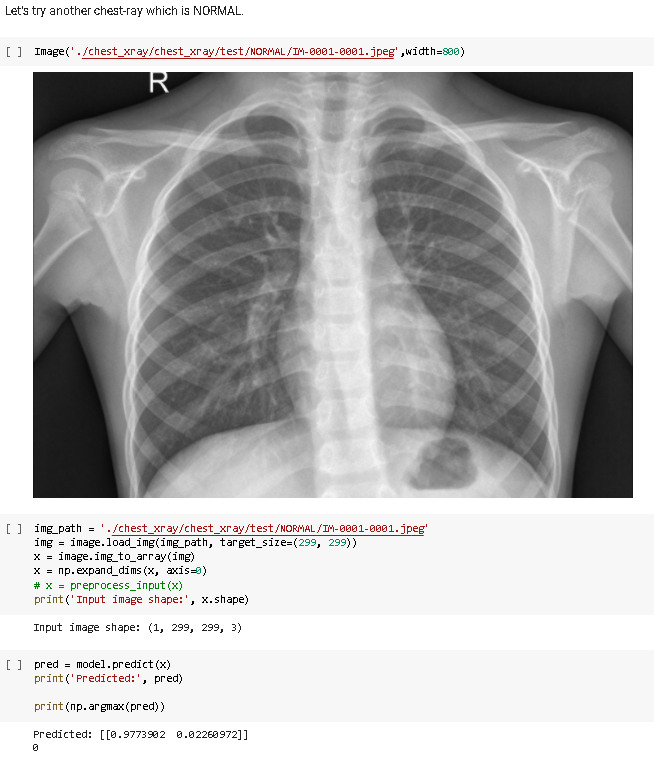 Let's try another chest-ray which is NORMAL.
[ ] Image('./chest_xray/chest_xray/test/NORMAL/IM-0001-0001.jpeg',width=800)
R
[ ] img_path = './chest_xray/chest_xray/test/NORMAL/IM-0001-0001.jpeg'
img = image.load_img(img_path, target_size=(299, 299))
x = image.img_to_array(img)
x = np.expand_dims(x, axis=0)
# x = preprocess_input(x)
print('Input image shape:', x.shape)
Input image shape: (1, 299, 299, 3)
[ ] pred = model.predict(x)
print('Predicted:', pred)
print(np.argmax(pred))
Predicted: [[0.9773902 0.02260972]]
0